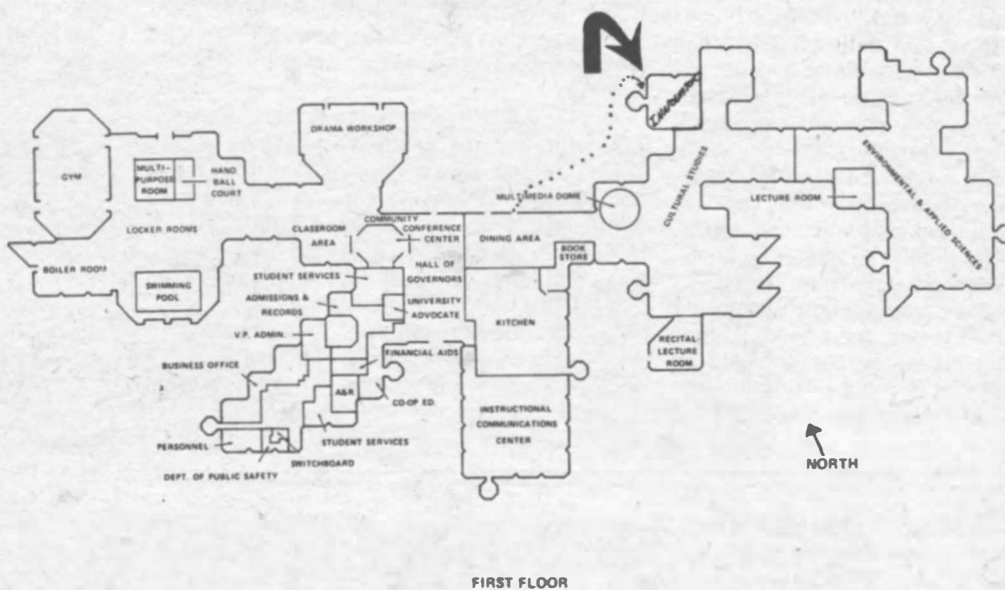 DRAMA WORKSHOP
GYM
MULTI-
PURPOSE
ROOM
HAND
BALL
COURT
LOCKER ROOMS
BOILER ROOM
SWIMMING
POOL
CLASSROOM
AREA
COMMUNITY
CONFERENCE
CENTER
DINING AREA
MULTIMEDIA DOME
CULTURAL STUDIES
LECTURE ROOM
ENVIRONMENTAL & APPLIED SCIENCES
BOOK
STORE
STUDENT SERVICES
HALL OF
GOVERNORS
ADMISSIONS &
RECORDS
UNIVERSITY
ADVOCATE
KITCHEN
V.P. ADMIN.
FINANCIAL AIDS
RECITAL
LECTURE
ROOM
BUSINESS OFFICE
A&R
CO-OP ED.
INSTRUCTIONAL
COMMUNICATIONS
CENTER
PERSONNEL
STUDENT SERVICES
SWITCHBOARD
DEPT. OF PUBLIC SAFETY
NORTH
FIRST FLOOR